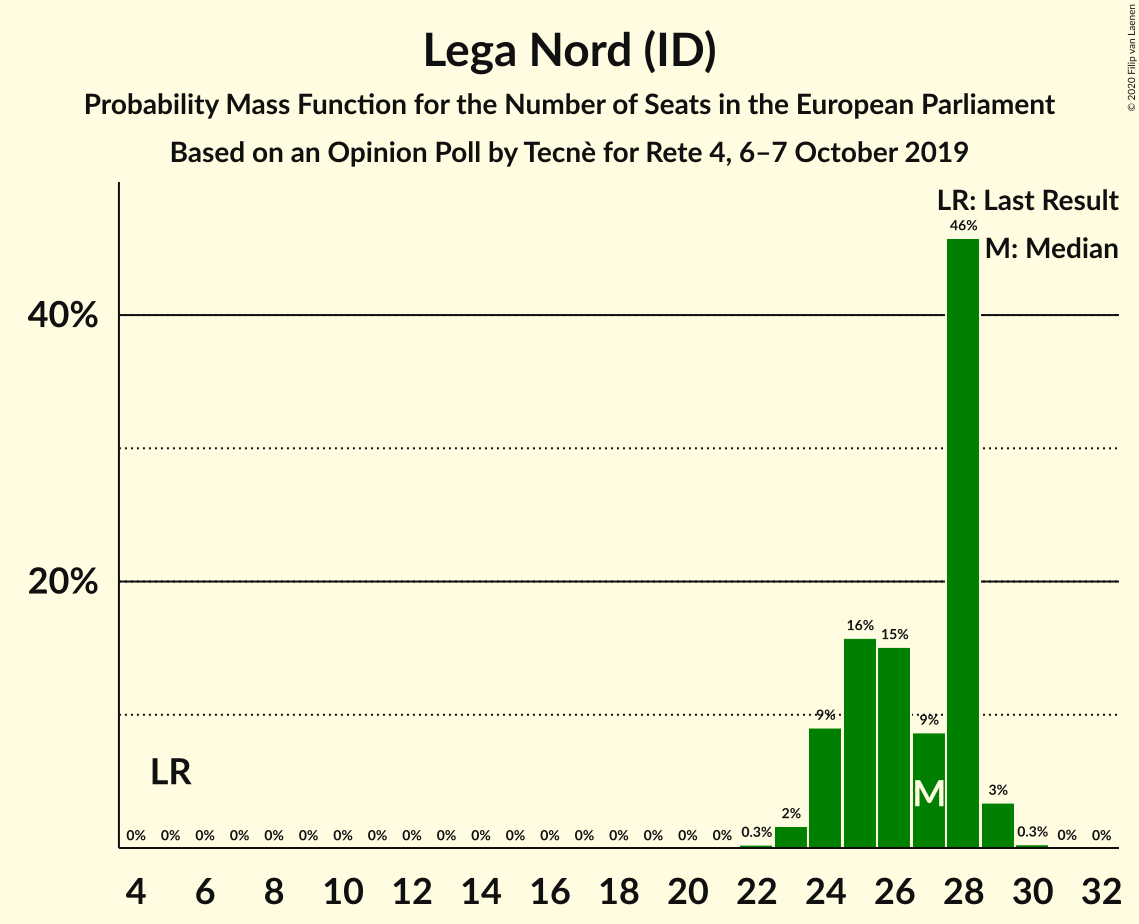 Lega Nord (ID)
Probability Mass Function for the Number of Seats in the European Parliament
Based on an Opinion Poll by Tecnè for Rete 4, 6–7 October 2019
© 2020 Filip van Laenen
LR: Last Result
M: Median
46%
40%
20%
16%
15%
9%
9%
LR
M
2%
3%
0% 0% 0% 0% 0% 0% 0% 0% 0% 0% 0% 0% 0% 0% 0% 0% 0% 0% 0.3% 0.3% 0% 0%
4 6 8 10 12 14 16 18 20 22 24 26 28 30 32